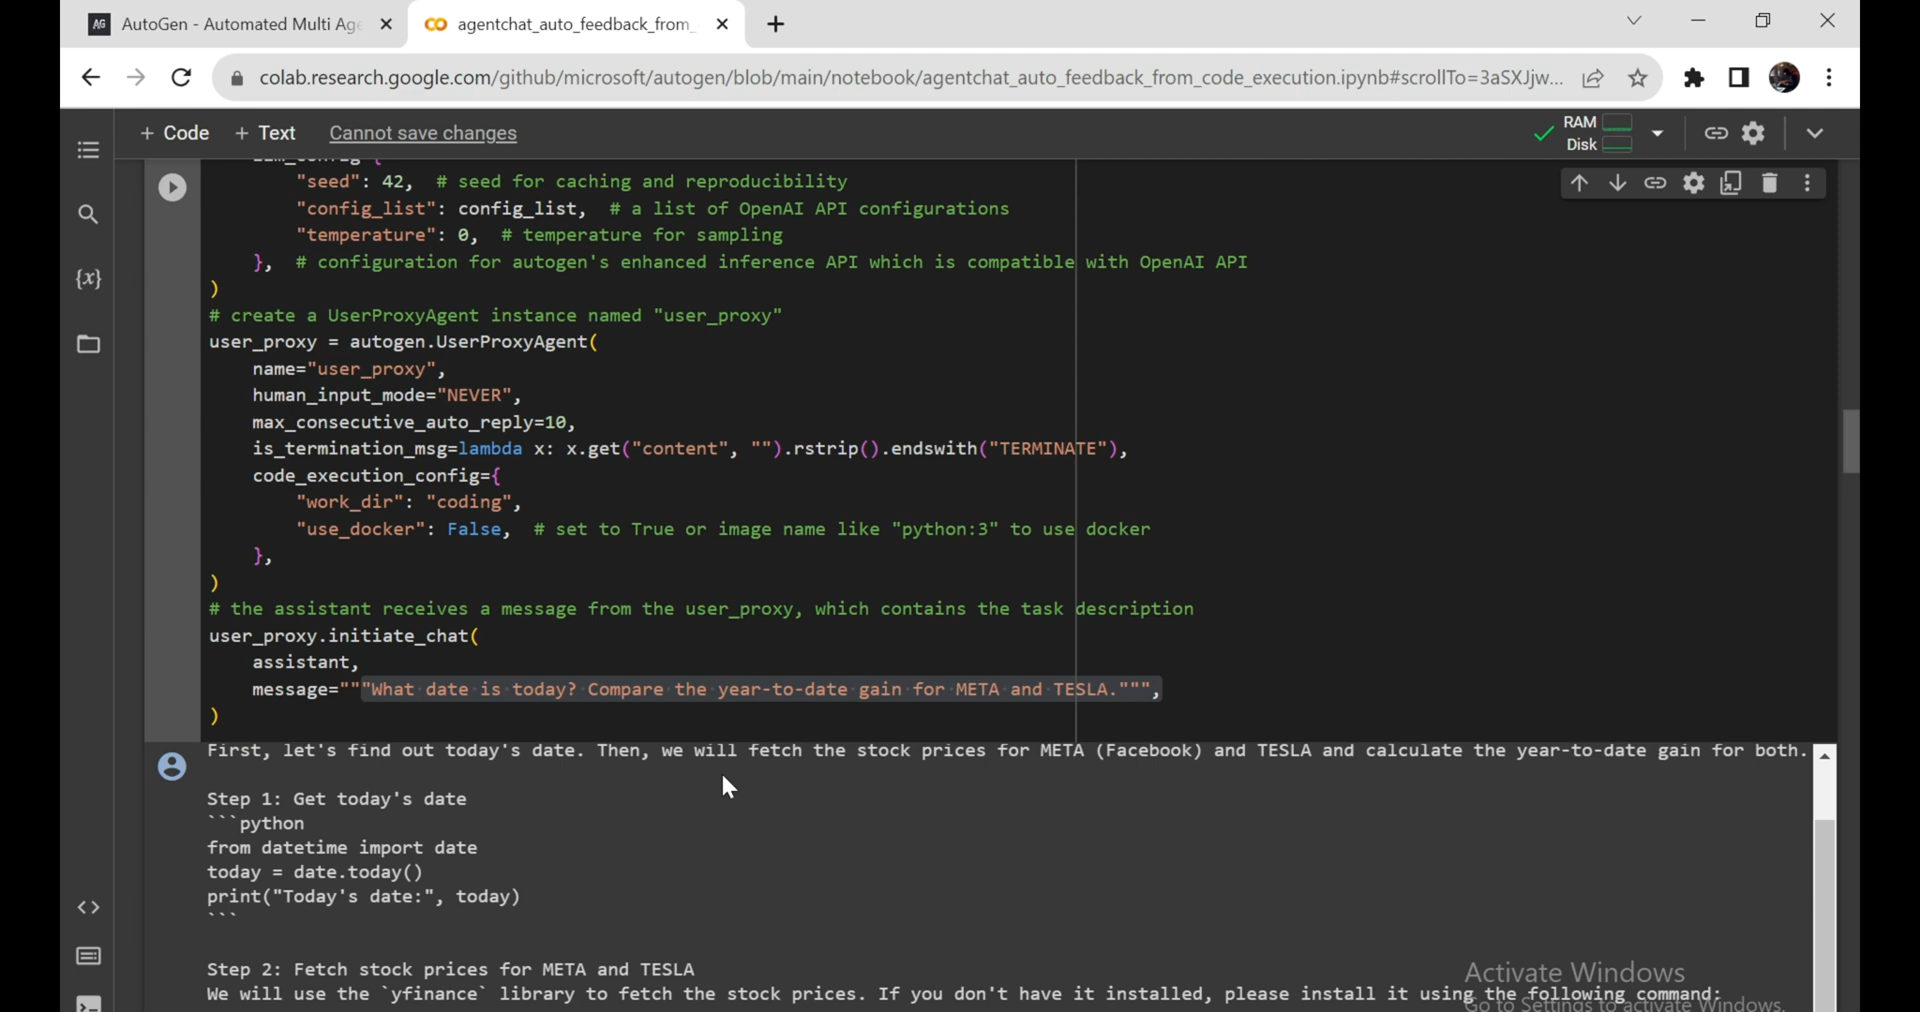 AG AutoGen - Automated Multi Age
agentchat_auto_feedback_from_
colab.research.google.com/github/microsoft/autogen/blob/main/notebook/agentchat_auto_feedback_from_code_execution.ipynb#scrollTo=3aSXJjw...
+ Code + Text Cannot save changes
RAM
Disk
{x}
"seed": 42, # seed for caching and reproducibility
"config_list": config_list, # a list of OpenAI API configurations
"temperature": 0, # temperature for sampling
}, # configuration for autogen's enhanced inference API which is compatible with OpenAI API
)
# create a UserProxyAgent instance named "user_proxy"
user_proxy = autogen.UserProxyAgent(
name="user_proxy",
human_input_mode="NEVER",
max_consecutive_auto_reply=10,
is_termination_msg=lambda x: x.get("content", "").rstrip().endswith("TERMINATE"),
code_execution_config={
"work_dir": "coding",
"use_docker": False, # set to True or image name like "python:3" to use docker
},
)
# the assistant receives a message from the user_proxy, which contains the task description
user_proxy.initiate_chat(
assistant,
message="""What date is today? Compare the year-to-date gain for META and TESLA.""",
)
First, let's find out today's date. Then, we will fetch the stock prices for META (Facebook) and TESLA and calculate the year-to-date gain for both.
Step 1: Get today's date
```python
from datetime import date
today = date.today()
print("Today's date:", today)
```
Step 2: Fetch stock prices for META and TESLA
We will use the `yfinance` library to fetch the stock prices. If you don't have it installed, please install it using the following command:
Activate Windows
Go to Settings to activate Windows.